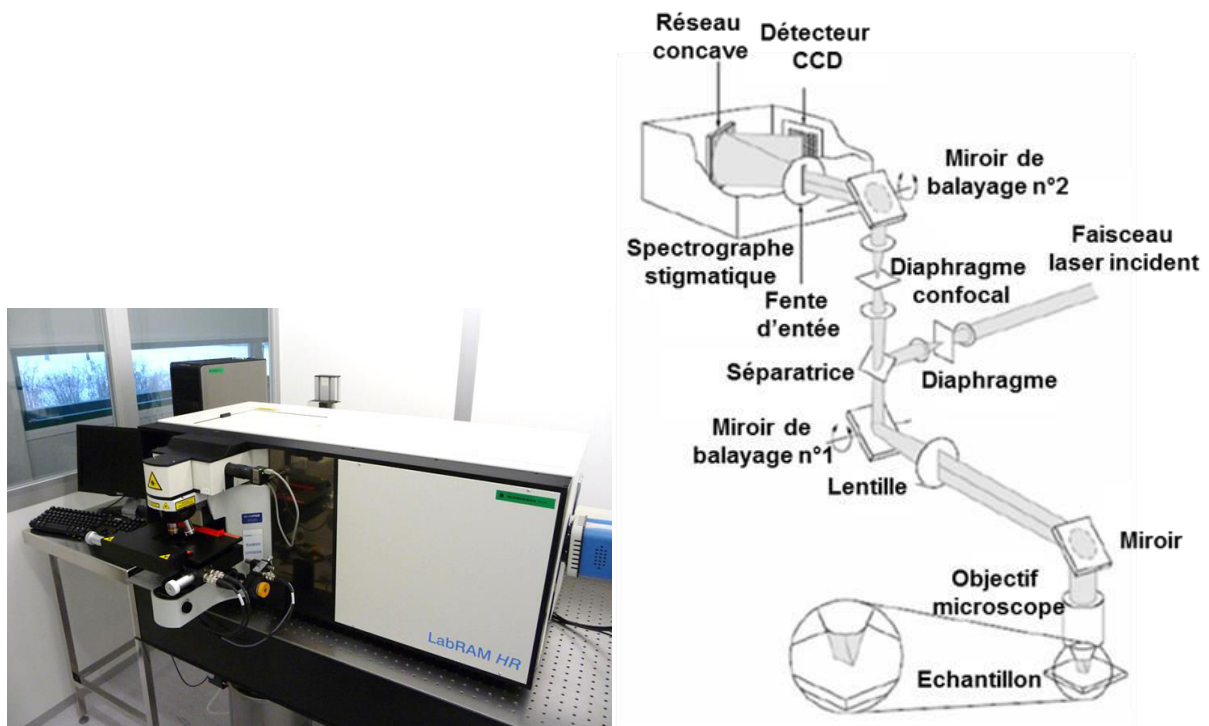 LabRAM HR
Réseau
concave
Détecteur
CCD
Miroir de
balayage n°2
Faisceau
laser incident
Spectrographe
stigmatique
Diaphragme
confocal
Fente
d'entée
Séparatrice
Diaphragme
Miroir de
balayage n°1
Lentille
Miroir
Objectif
microscope
Echantillon